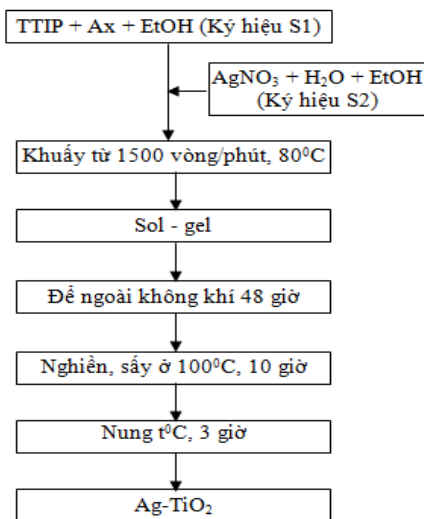 TTIP + Ax + EtOH (Ký hiệu S1)
AgNO₃ + H₂O + EtOH
(Ký hiệu S2)
Khuấy từ 1500 vòng/phút, 80⁰C
Sol - gel
Để ngoài không khí 48 giờ
Nghiền, sấy ở 100⁰C, 10 giờ
Nung t⁰C, 3 giờ
Ag-TiO₂